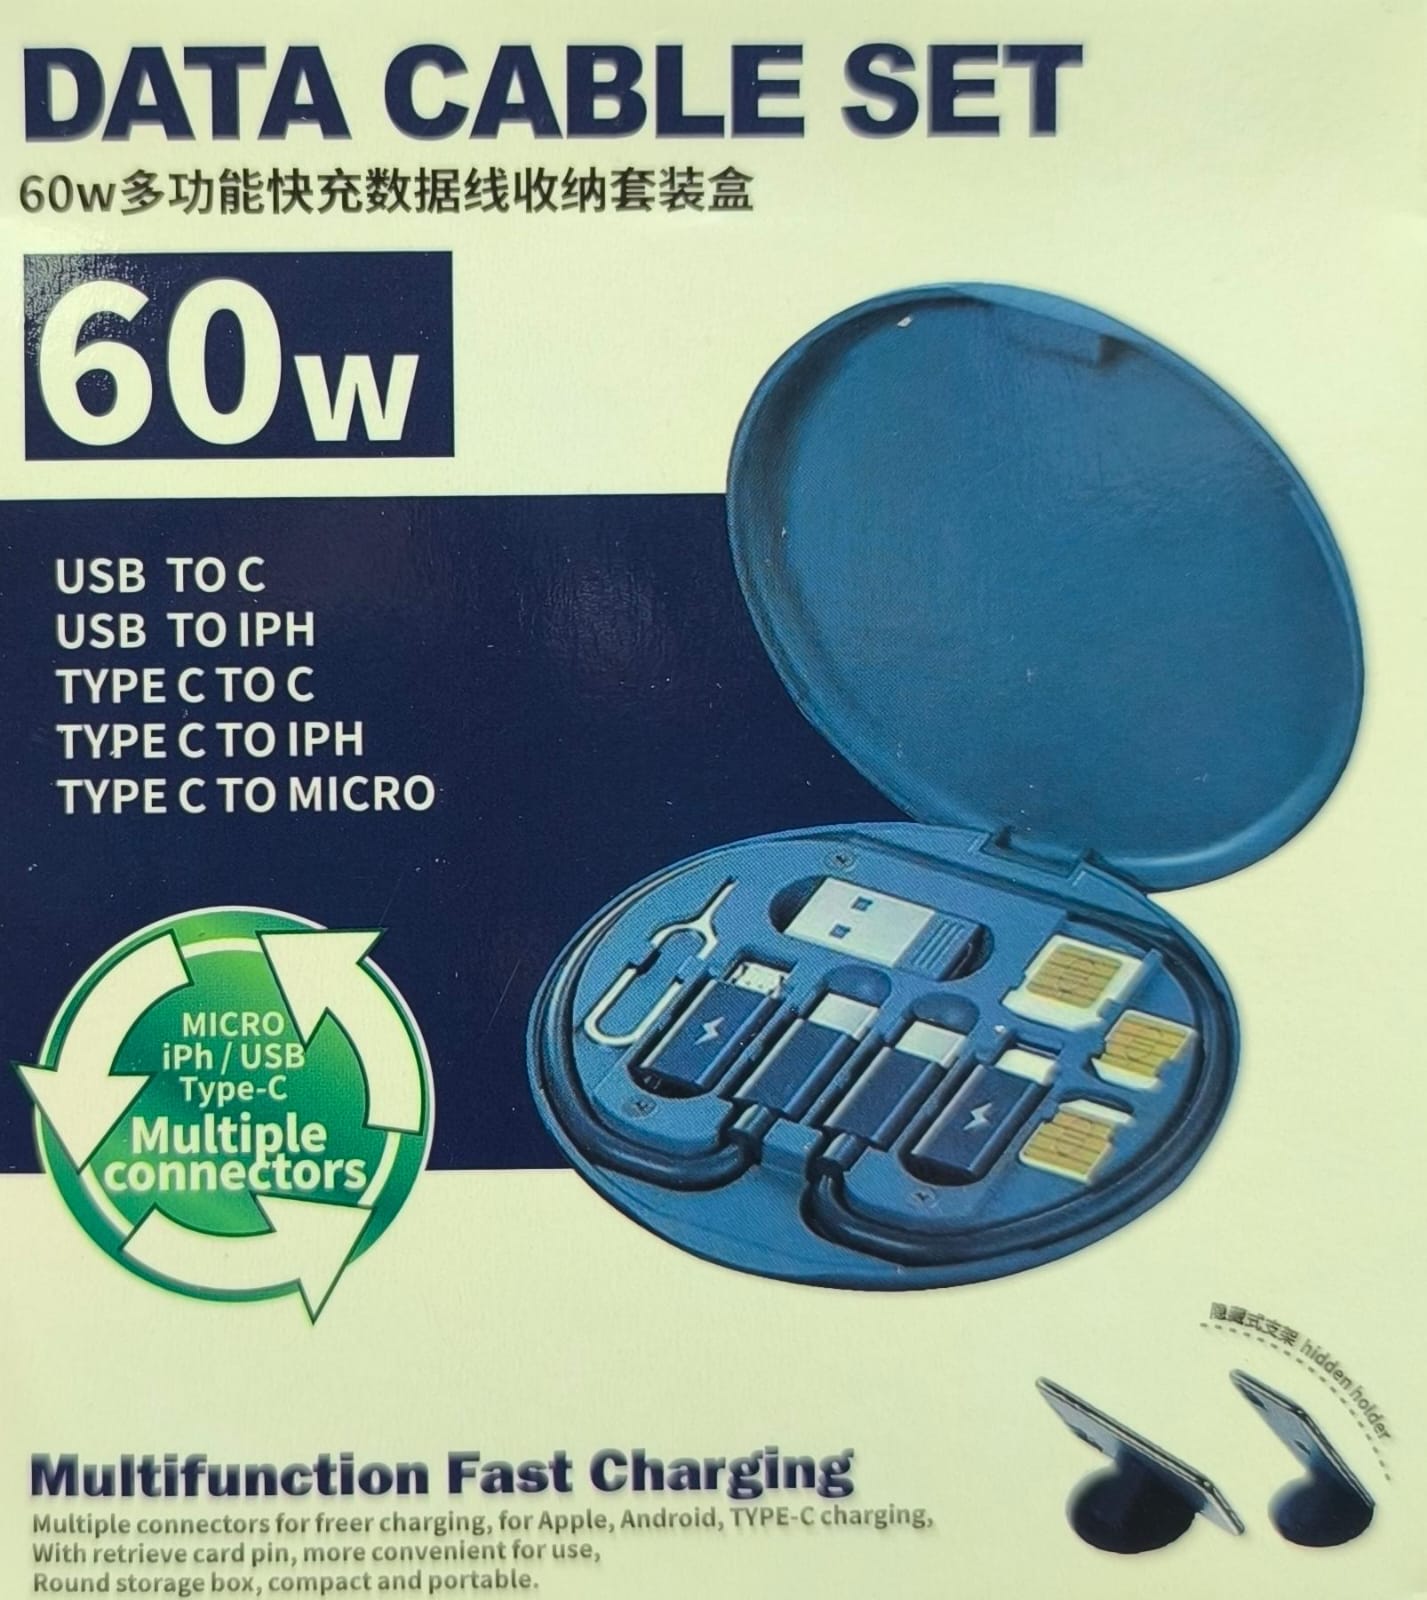 DATA CABLE SET
60w多功能快充数据线收纳套装盒
60w
USB TO C
USB TO IPH
TYPE C TO C
TYPE C TO IPH
TYPE C TO MICRO
MICRO
iPh / USB
Type-C
Multiple
connectors
隐藏式支架 hidden holder
Multifunction Fast Charging
Multiple connectors for freer charging, for Apple, Android, TYPE-C charging,
With retrieve card pin, more convenient for use,
Round storage box, compact and portable.